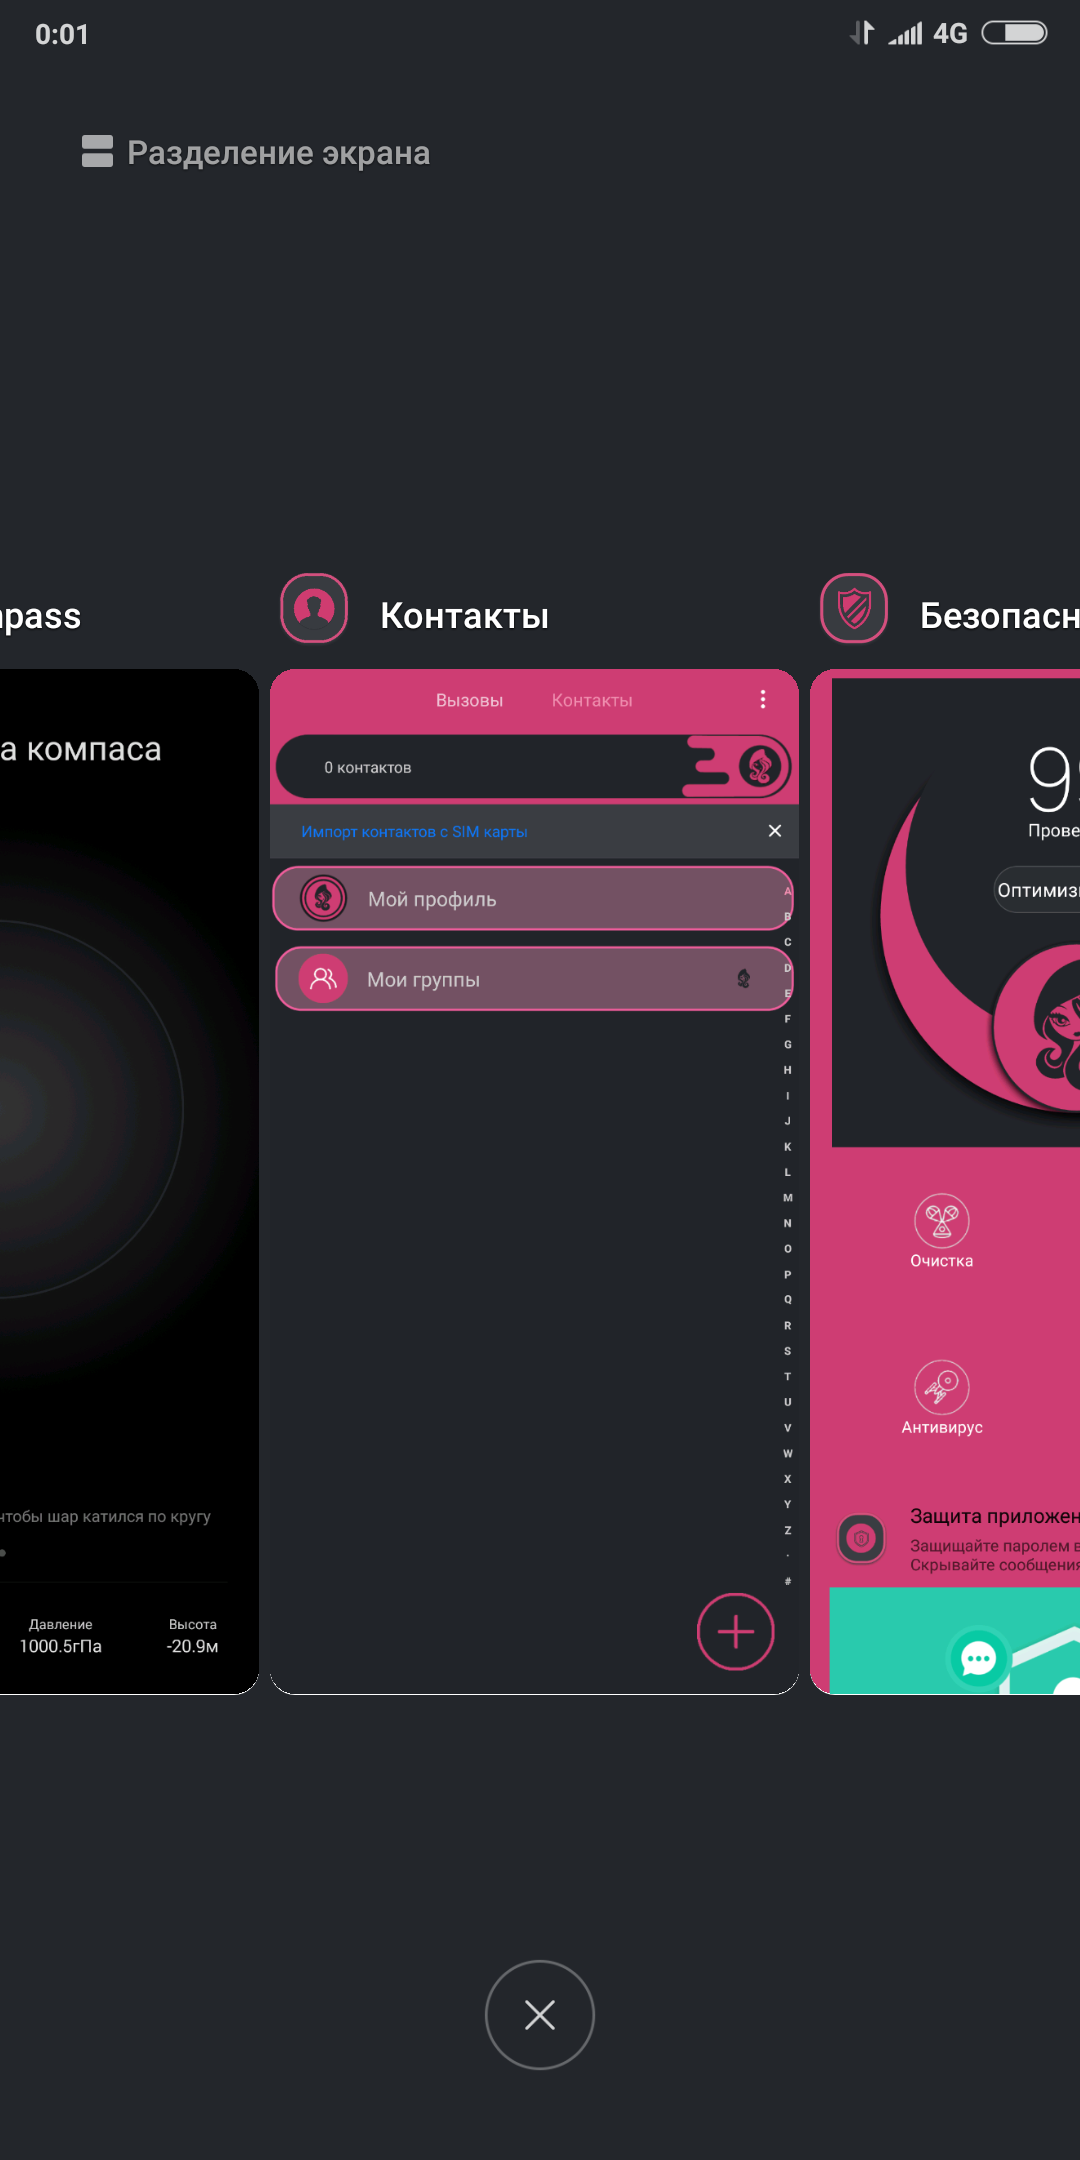 0:01
4G
Разделение экрана
pass
Контакты
Безопасн
а компаса
чтобы шар катился по кругу
Давление
Высота
1000.5гПа
-20.9м
Вызовы
Контакты
0 контактов
Импорт контактов с SIM карты
Мой профиль
Мои группы
A
B
C
D
E
F
G
H
I
J
K
L
M
N
O
P
Q
R
S
T
U
V
W
X
Y
Z
·
#
Прове
Оптимиз
Очистка
Антивирус
Защита приложен
Защищайте паролем в
Скрывайте сообщения